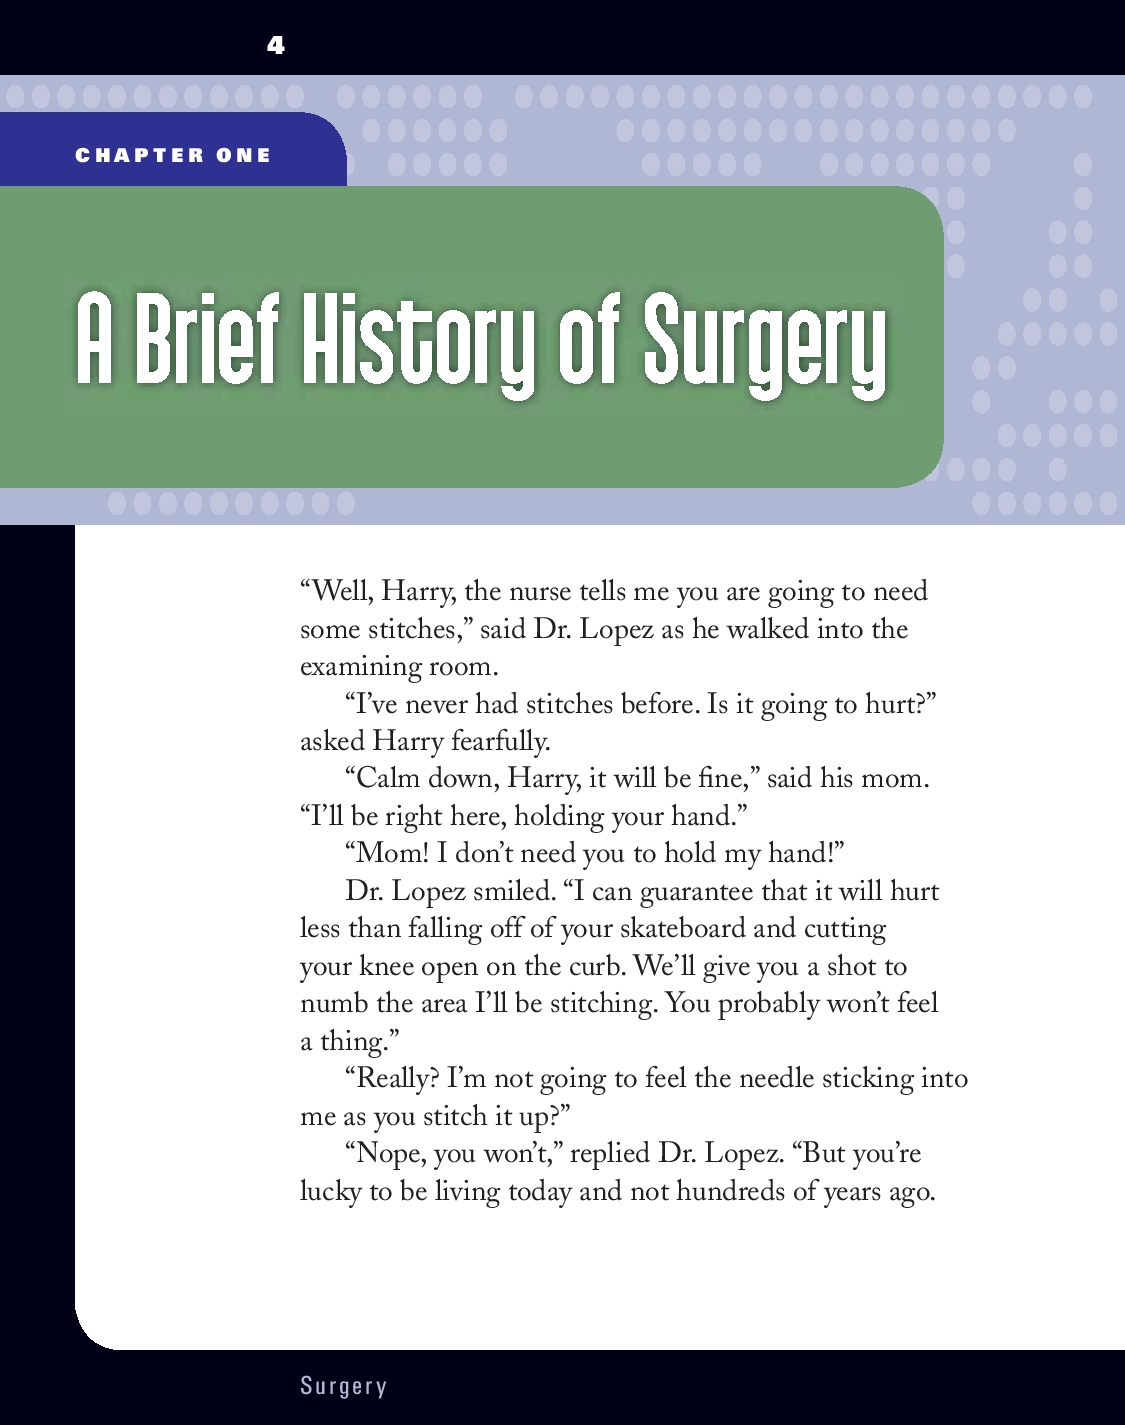 4
CHAPTER ONE
A Brief History of Surgery
“Well, Harry, the nurse tells me you are going to need
some stitches,” said Dr. Lopez as he walked into the
examining room.
“I’ve never had stitches before. Is it going to hurt?”
asked Harry fearfully.
“Calm down, Harry, it will be fine,” said his mom.
“I’ll be right here, holding your hand.”
“Mom! I don’t need you to hold my hand!”
Dr. Lopez smiled. “I can guarantee that it will hurt
less than falling off of your skateboard and cutting
your knee open on the curb. We’ll give you a shot to
numb the area I’ll be stitching. You probably won’t feel
a thing.”
“Really? I’m not going to feel the needle sticking into
me as you stitch it up?”
“Nope, you won’t,” replied Dr. Lopez. “But you’re
lucky to be living today and not hundreds of years ago.
Surgery